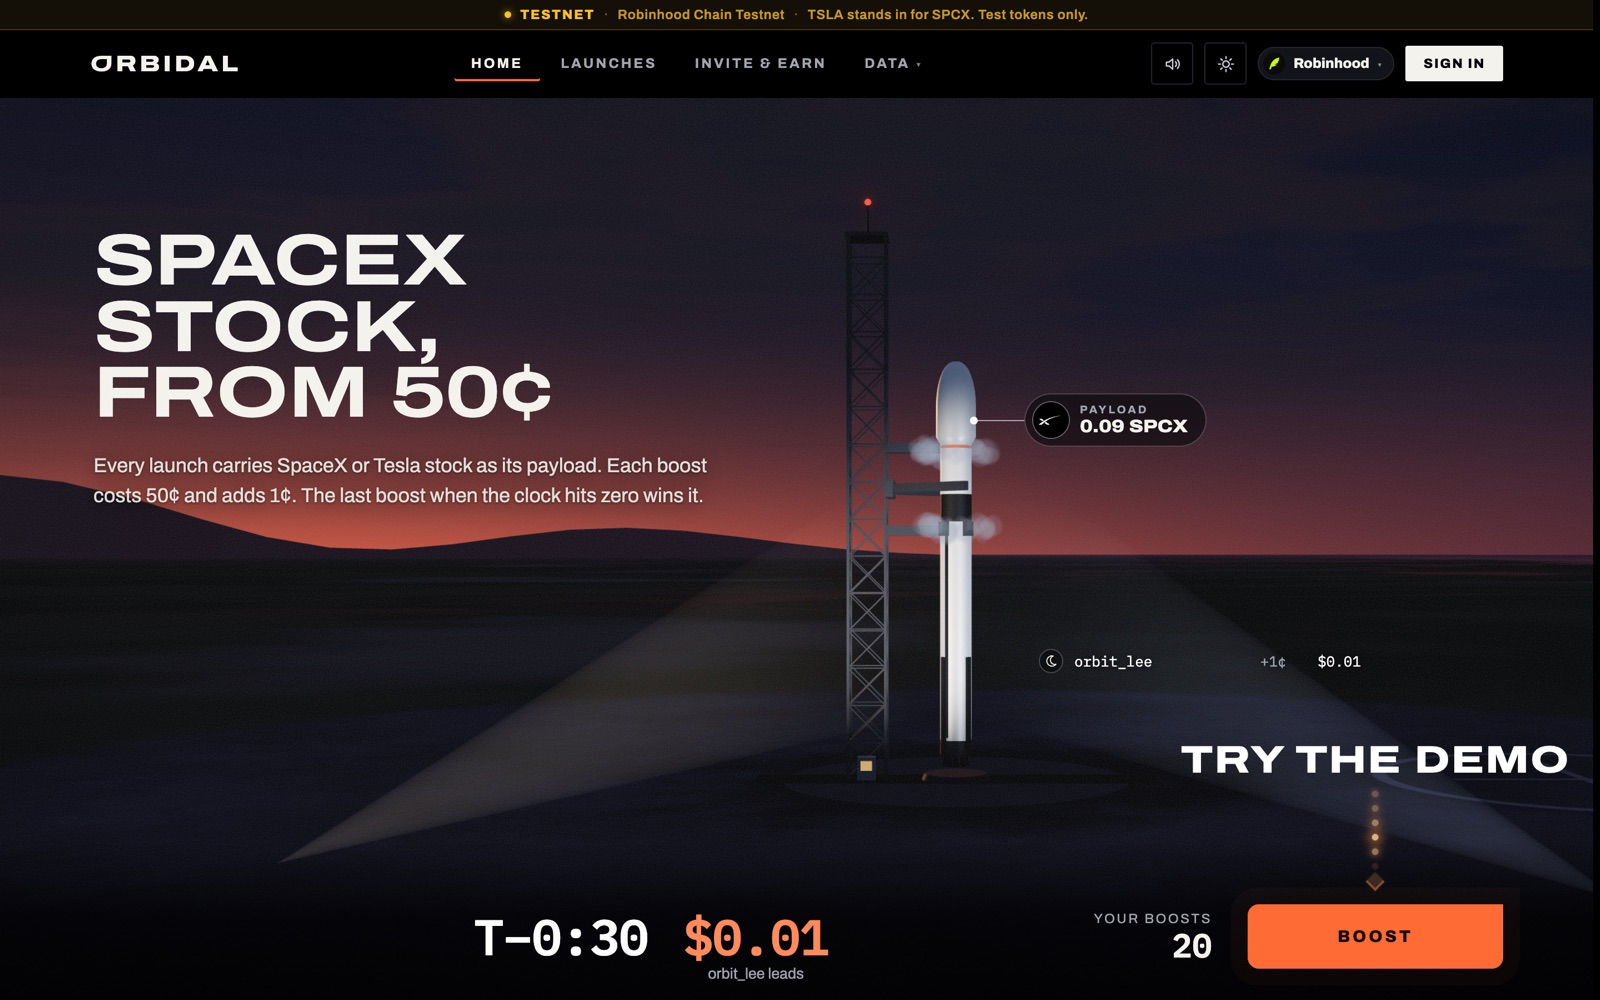 TESTNET · Robinhood Chain Testnet · TSLA stands in for SPCX. Test tokens only.
ORBIDAL
HOME
LAUNCHES
INVITE & EARN
DATA
Robinhood
SIGN IN
SPACEX
STOCK,
FROM 50¢
Every launch carries SpaceX or Tesla stock as its payload. Each boost
costs 50¢ and adds 1¢. The last boost when the clock hits zero wins it.
PAYLOAD
0.09 SPCX
orbit_lee +1¢ $0.01
TRY THE DEMO
T−0:30 $0.01
orbit_lee leads
YOUR BOOSTS
20
BOOST